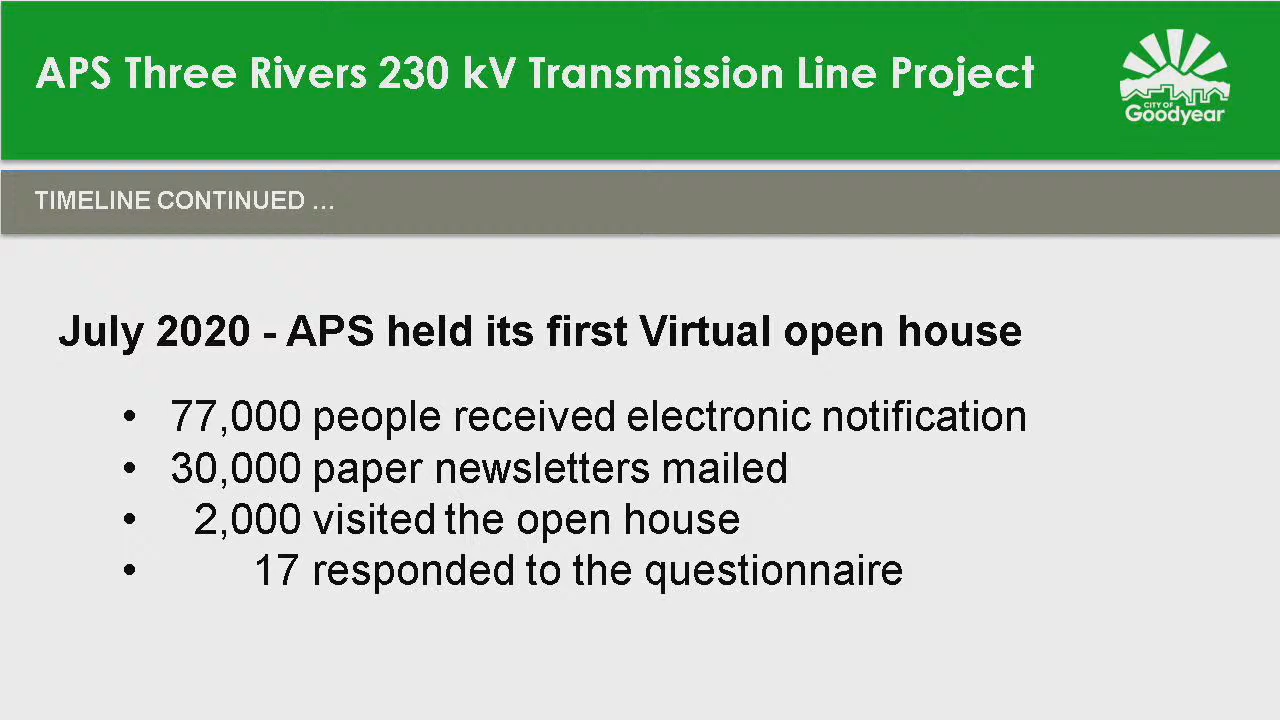 APS Three Rivers 230 kV Transmission Line Project
CITY OF
Goodyear
TIMELINE CONTINUED ...
July 2020 - APS held its first Virtual open house
• 77,000 people received electronic notification
• 30,000 paper newsletters mailed
• 2,000 visited the open house
• 17 responded to the questionnaire